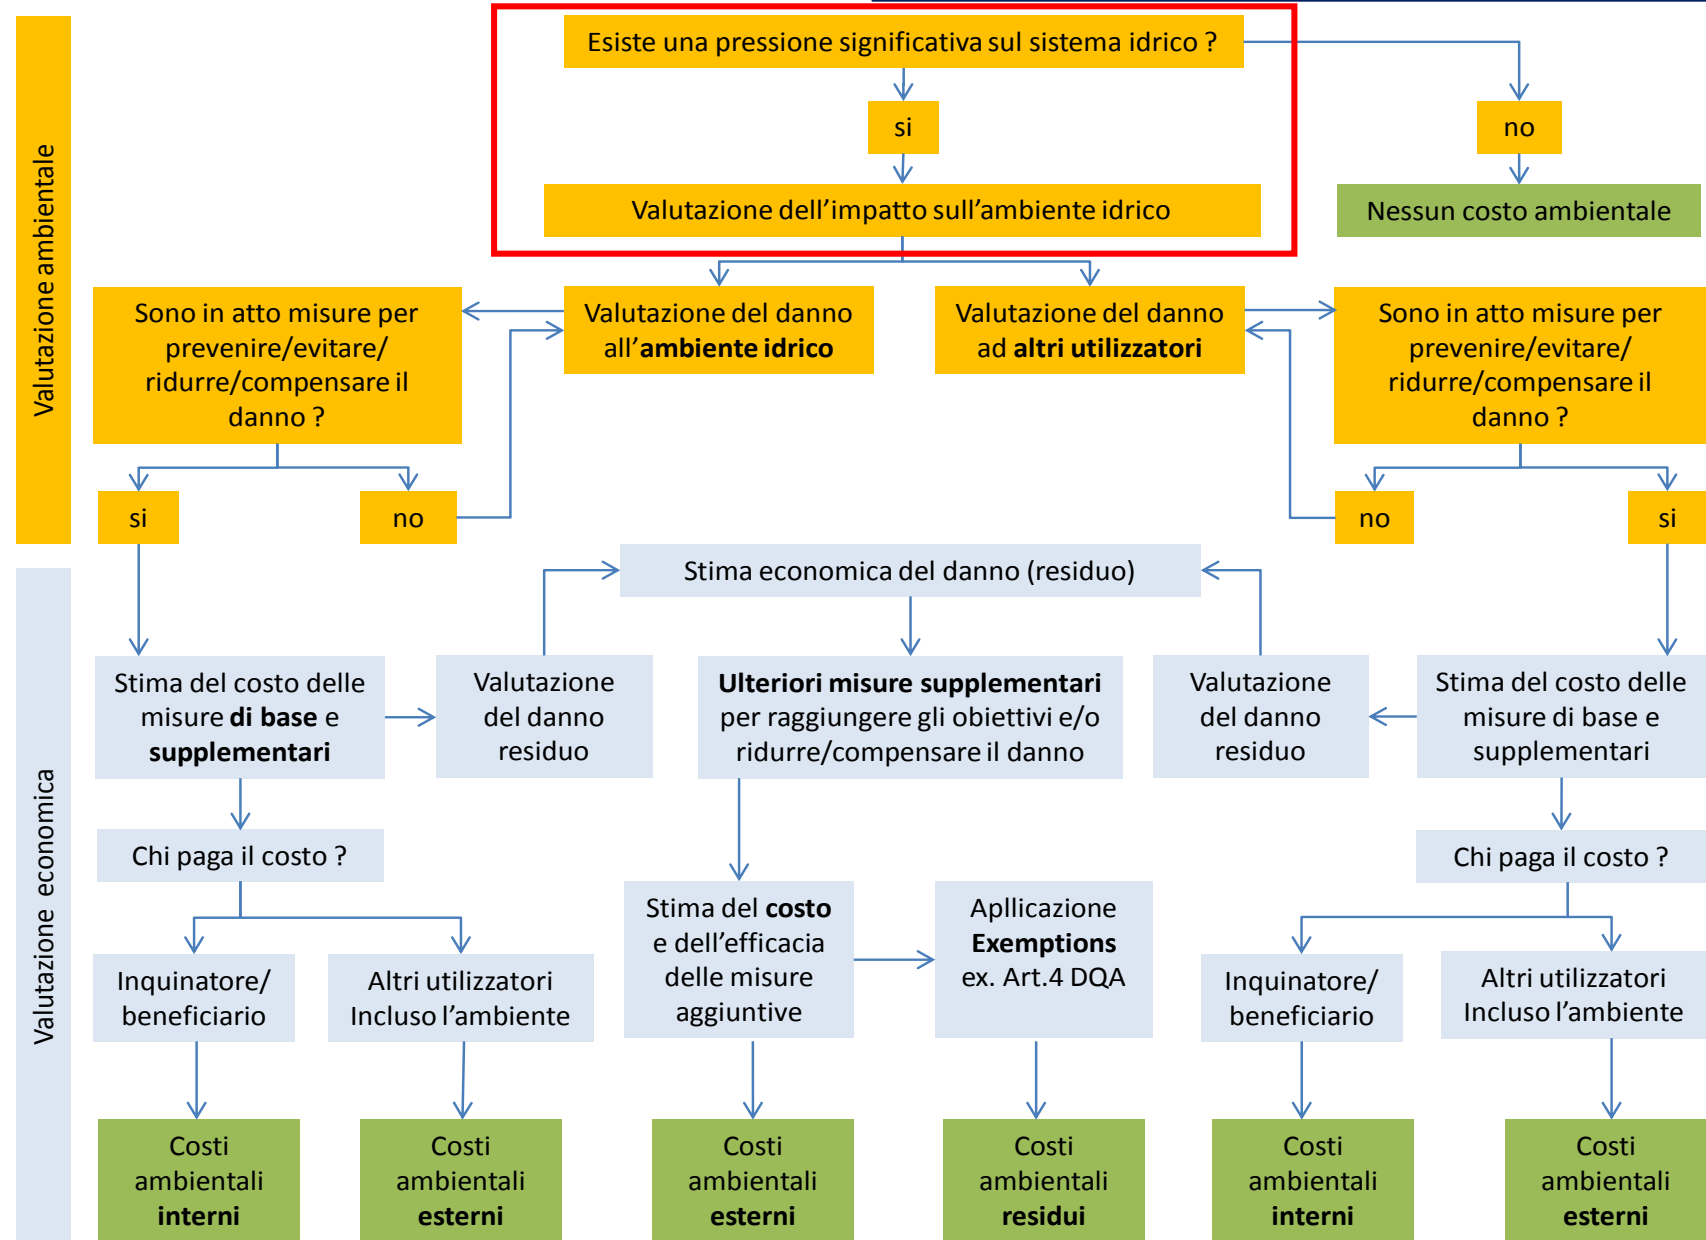 Valutazione ambientale
Esiste una pressione significativa sul sistema idrico ?
si
no
Valutazione dell'impatto sull'ambiente idrico
Nessun costo ambientale
Sono in atto misure per
prevenire/evitare/
ridurre/compensare il
danno ?
Valutazione del danno
all'ambiente idrico
Valutazione del danno
ad altri utilizzatori
Sono in atto misure per
prevenire/evitare/
ridurre/compensare il
danno ?
si
no
no
si
Valutazione economica
Stima economica del danno (residuo)
Stima del costo delle
misure di base e
supplementari
Valutazione
del danno
residuo
Ulteriori misure supplementari
per raggiungere gli obiettivi e/o
ridurre/compensare il danno
Valutazione
del danno
residuo
Stima del costo delle
misure di base e
supplementari
Chi paga il costo ?
Chi paga il costo ?
Inquinatore/
beneficiario
Altri utilizzatori
Incluso l'ambiente
Stima del costo
e dell'efficacia
delle misure
aggiuntive
Apllicazione
Exemptions
ex. Art.4 DQA
Inquinatore/
beneficiario
Altri utilizzatori
Incluso l'ambiente
Costi
ambientali
interni
Costi
ambientali
esterni
Costi
ambientali
esterni
Costi
ambientali
residui
Costi
ambientali
interni
Costi
ambientali
esterni